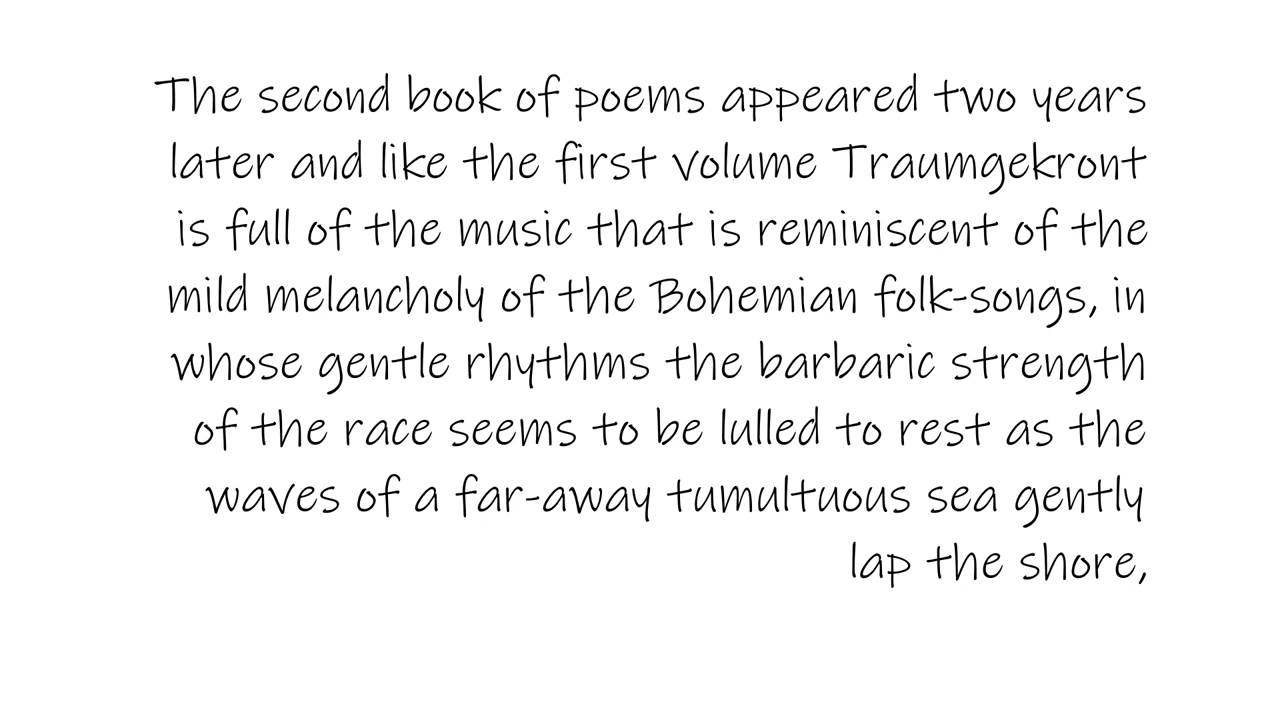 The second book of poems appeared two years
later and like the first volume Traumgekront
is full of the music that is reminiscent of the
mild melancholy of the Bohemian folk-songs, in
whose gentle rhythms the barbaric strength
of the race seems to be lulled to rest as the
waves of a far-away tumultuous sea gently
lap the shore,